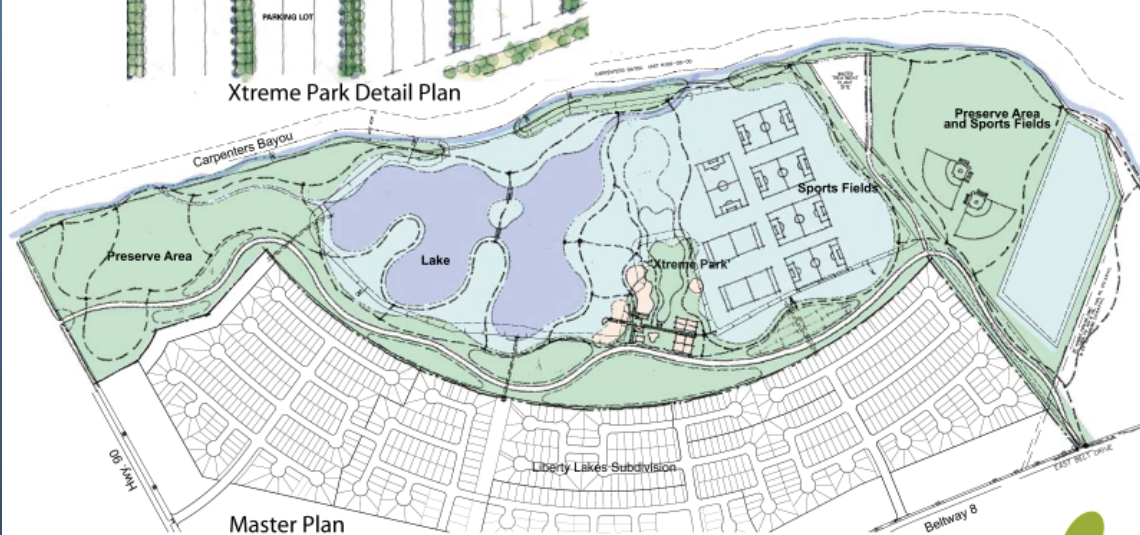 PARKING LOT
Xtreme Park Detail Plan
Carpenters Bayou
Preserve Area
and Sports Fields
Sports Fields
Preserve Area
Lake
'Xtreme Park'
Liberty Lakes Subdivision
Hwy. 90
EAST BELT DRIVE
Beltway 8
Master Plan